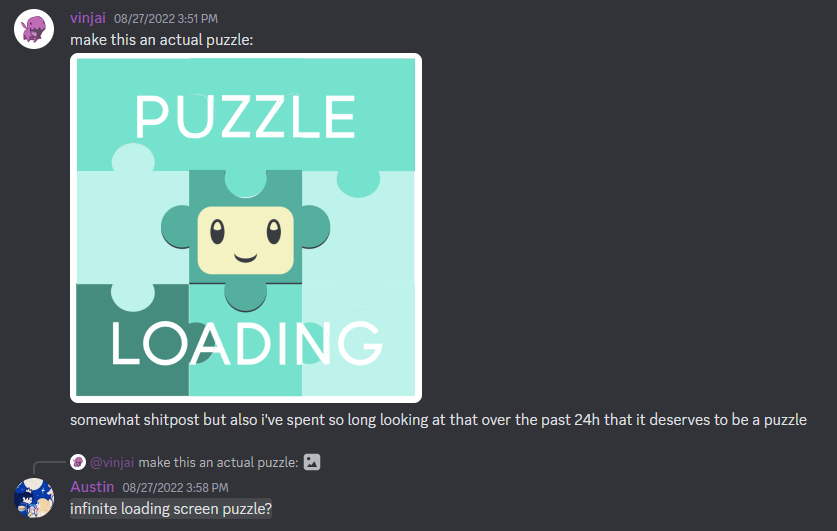 vinjai 08/27/2022 3:51 PM
make this an actual puzzle:
PUZZLE
LOADING
somewhat shitpost but also i've spent so long looking at that over the past 24h that it deserves to be a puzzle
@vinjai make this an actual puzzle:
Austin 08/27/2022 3:58 PM
infinite loading screen puzzle?